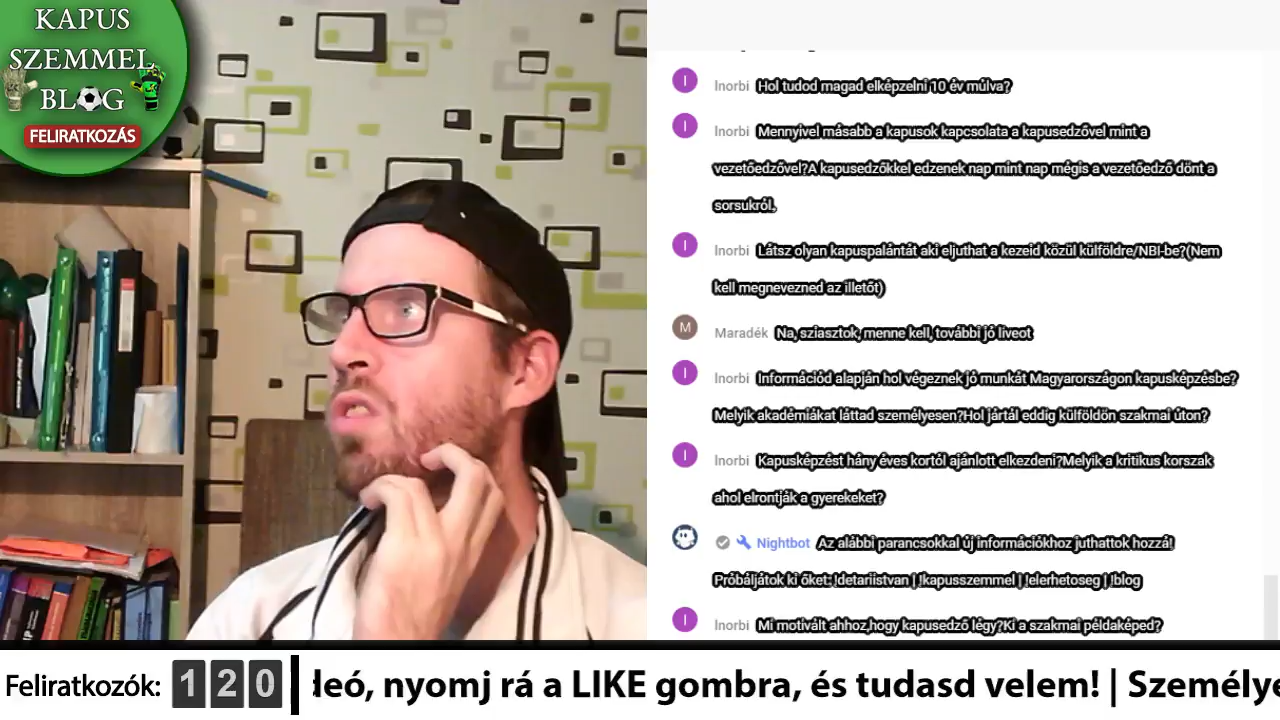 KAPUS
SZEMMEL
BLOG
FELIRATKOZÁS
Inorbi Hol tudod magad elképzelni 10 év múlva?
Inorbi Mennyivel másabb a kapusok kapcsolata a kapusedzővel mint a
vezetőedzővel?A kapusedzőkkel edzenek nap mint nap mégis a vezetőedző dönt a
sorsukról.
Inorbi Látsz olyan kapuspalántát aki eljuthat a kezeid közül külföldre/NBI-be?(Nem
kell megnevezned az illetőt)
M Maradék Na, sziasztok, menne kell, további jó liveot
I Inorbi Információd alapján hol végeznek jó munkát Magyarországon kapusképzésbe?
Melyik akadémiákat láttad személyesen?Hol jártál eddig külföldön szakmai úton?
I Inorbi Kapusképzést hány éves kortól ajánlott elkezdeni?Melyik a kritikus korszak
ahol elrontják a gyerekeket?
Nightbot Az alábbi parancsokkal új információkhoz juthattok hozzá!
Próbáljátok ki őket: !detariistvan | !kapusszemmel | !elerhetoseg | !blog
I Inorbi Mi motivált ahhoz,hogy kapusedző légy?Ki a szakmai példaképed?
Feliratkozók: 120 deó, nyomj rá a LIKE gombra, és tudasd velem! | Személye